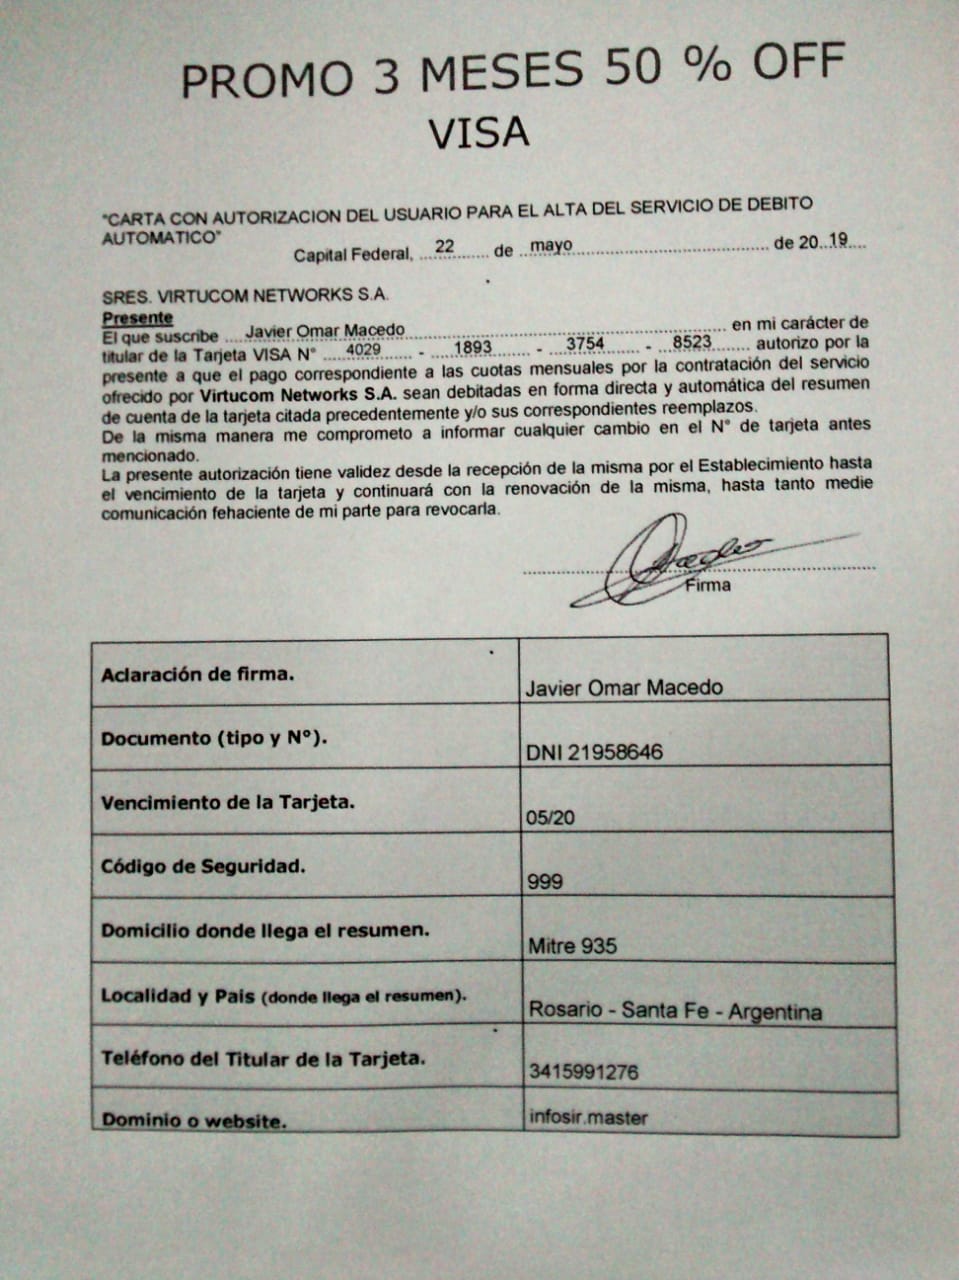 PROMO 3 MESES 50 % OFF
VISA
"CARTA CON AUTORIZACION DEL USUARIO PARA EL ALTA DEL SERVICIO DE DEBITO
AUTOMATICO"
Capital Federal, 22 de mayo de 2019
SRES. VIRTUCOM NETWORKS S.A.
Presente
El que suscribe Javier Omar Macedo en mi carácter de
titular de la Tarjeta VISA N° 4029 - 1893 - 3754 - 8523 autorizo por la
presente a que el pago correspondiente a las cuotas mensuales por la contratación del servicio
ofrecido por Virtucom Networks S.A. sean debitadas en forma directa y automática del resumen
de cuenta de la tarjeta citada precedentemente y/o sus correspondientes reemplazos.
De la misma manera me comprometo a informar cualquier cambio en el N° de tarjeta antes
mencionado.
La presente autorización tiene validez desde la recepción de la misma por el Establecimiento hasta
el vencimiento de la tarjeta y continuará con la renovación de la misma, hasta tanto medie
comunicación fehaciente de mi parte para revocarla.
Firma
Aclaración de firma.
Javier Omar Macedo
Documento (tipo y Nº).
DNI 21958646
Vencimiento de la Tarjeta.
05/20
Código de Seguridad.
999
Domicilio donde llega el resumen.
Mitre 935
Localidad y Pais (donde llega el resumen).
Rosario - Santa Fe - Argentina
Teléfono del Titular de la Tarjeta.
3415991276
Dominio o website.
infosir.master